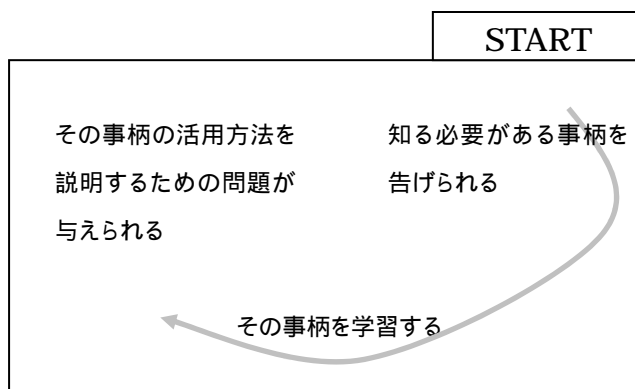 START
知る必要がある事柄を
告げられる
その事柄を学習する
その事柄の活用方法を
説明するための問題が
与えられる